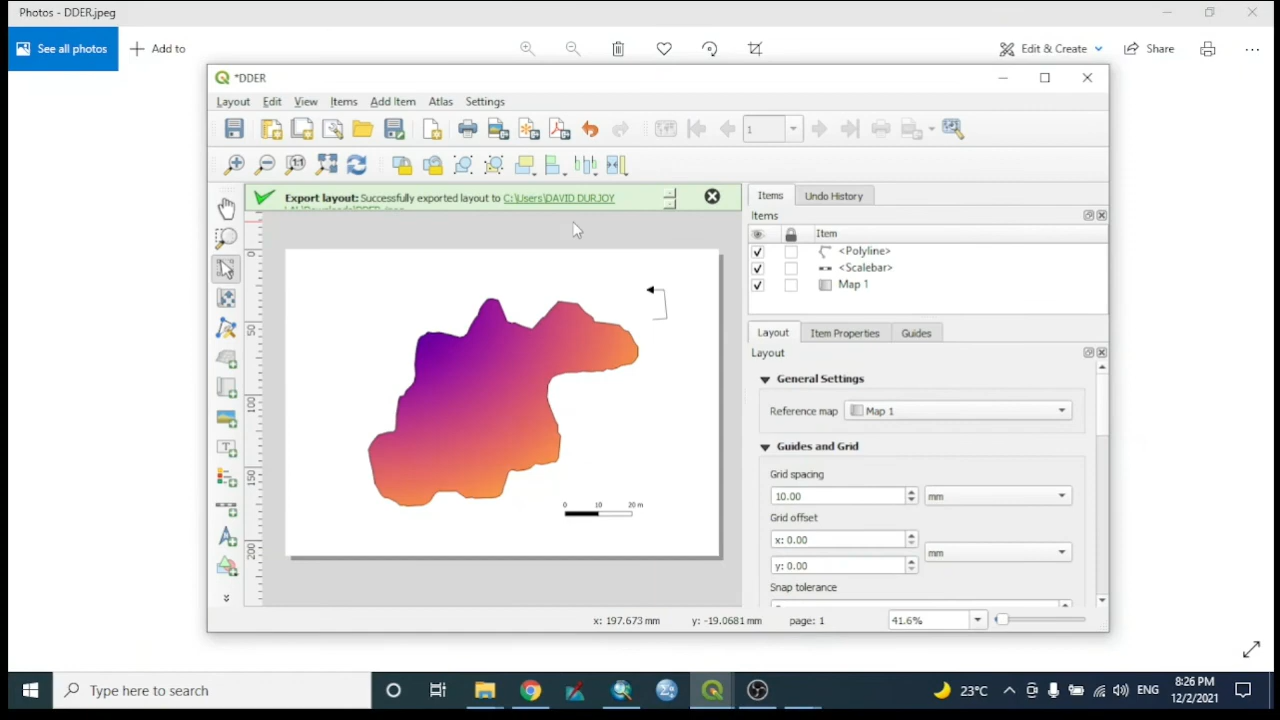 Photos - DDER.jpeg
See all photos
Add to
Edit & Create
Share
*DDER
Layout Edit View Items Add Item Atlas Settings
1
Export layout: Successfully exported layout to C:\Users\DAVID DURJOY
Items Undo History
Items
Item
<Polyline>
<Scalebar>
Map 1
0
50
100
150
200
0 10 20 m
Layout Item Properties Guides
Layout
General Settings
Reference map Map 1
Guides and Grid
Grid spacing
10.00 mm
Grid offset
x: 0.00
mm
y: 0.00
Snap tolerance
x: 197.673 mm y: -19.0681 mm page: 1 41.6%
Type here to search
23°C
ENG
8:26 PM
12/2/2021